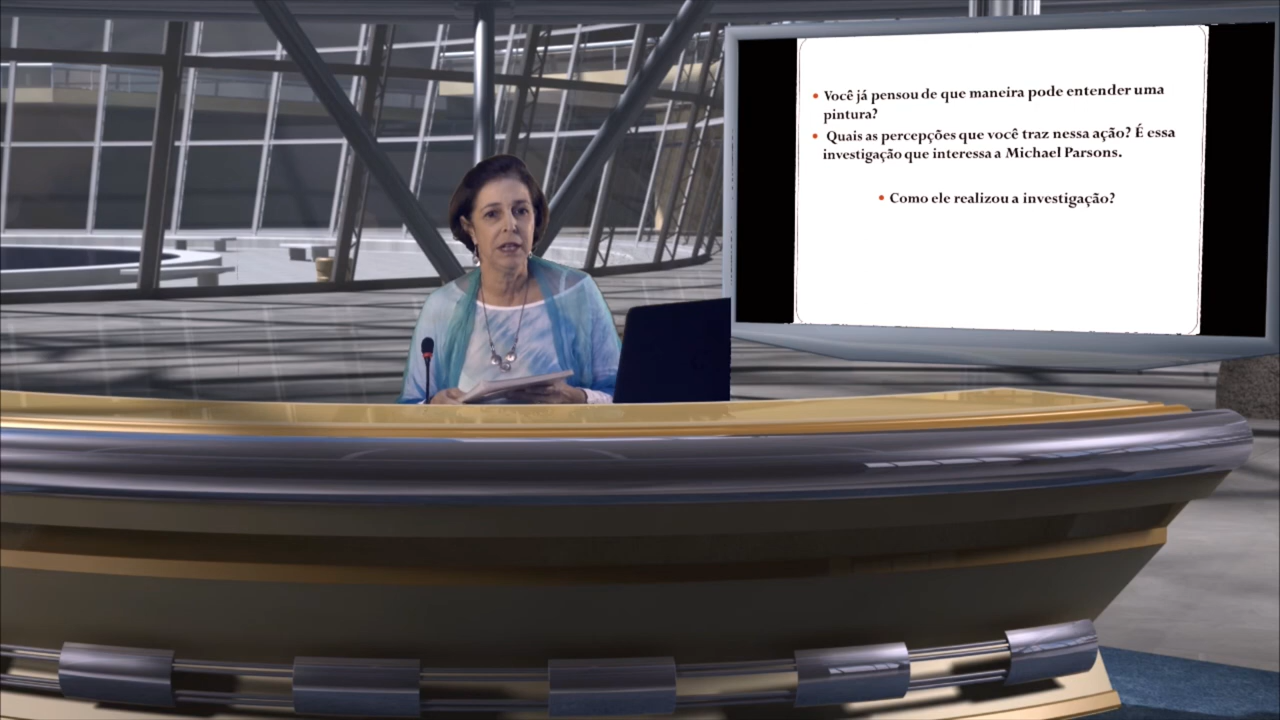 • Você já pensou de que maneira pode entender uma
pintura?
• Quais as percepções que você traz nessa ação? É essa
investigação que interessa a Michael Parsons.
• Como ele realizou a investigação?